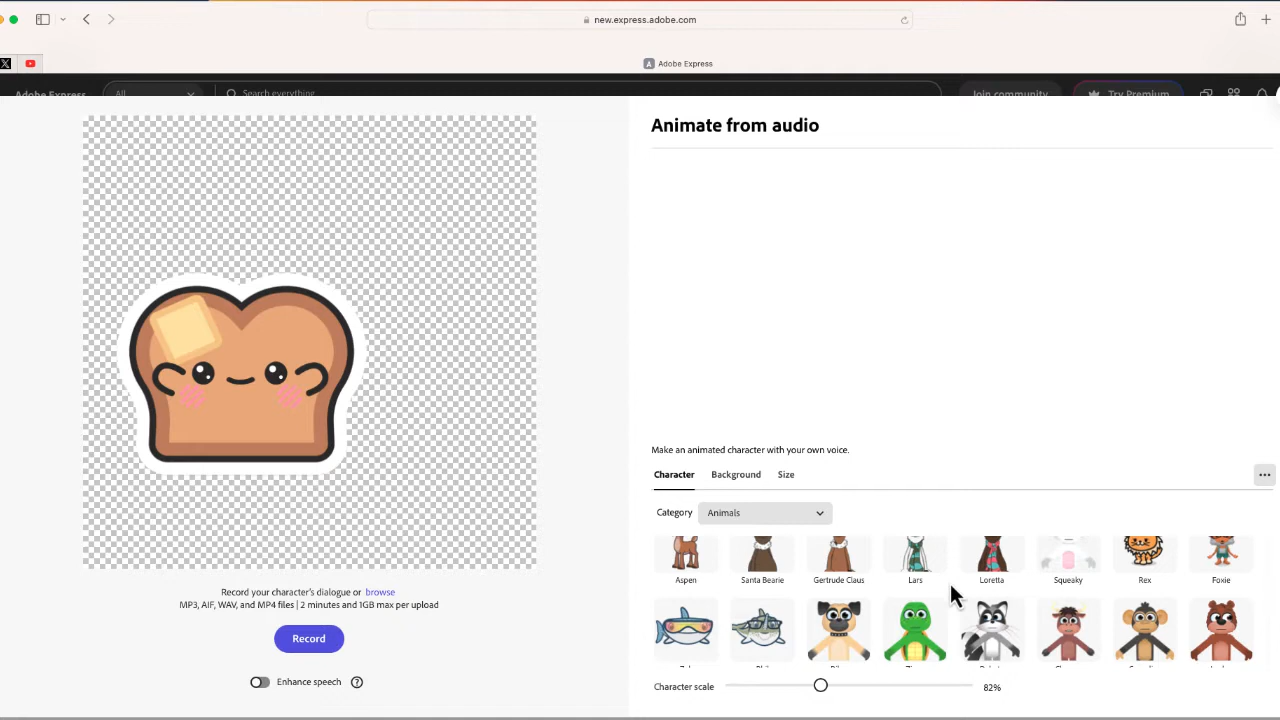 new.express.adobe.com
Adobe Express
Adobe Express
All
Search everything
Join community
Try Premium
Animate from audio
Make an animated character with your own voice.
Character Background Size
Category Animals
Aspen Santa Bearie Gertrude Claus Lars Loretta Squeaky Rex Foxie
Character scale 82%
Record your character's dialogue or browse
MP3, AIF, WAV, and MP4 files | 2 minutes and 1GB max per upload
Record
Enhance speech ?